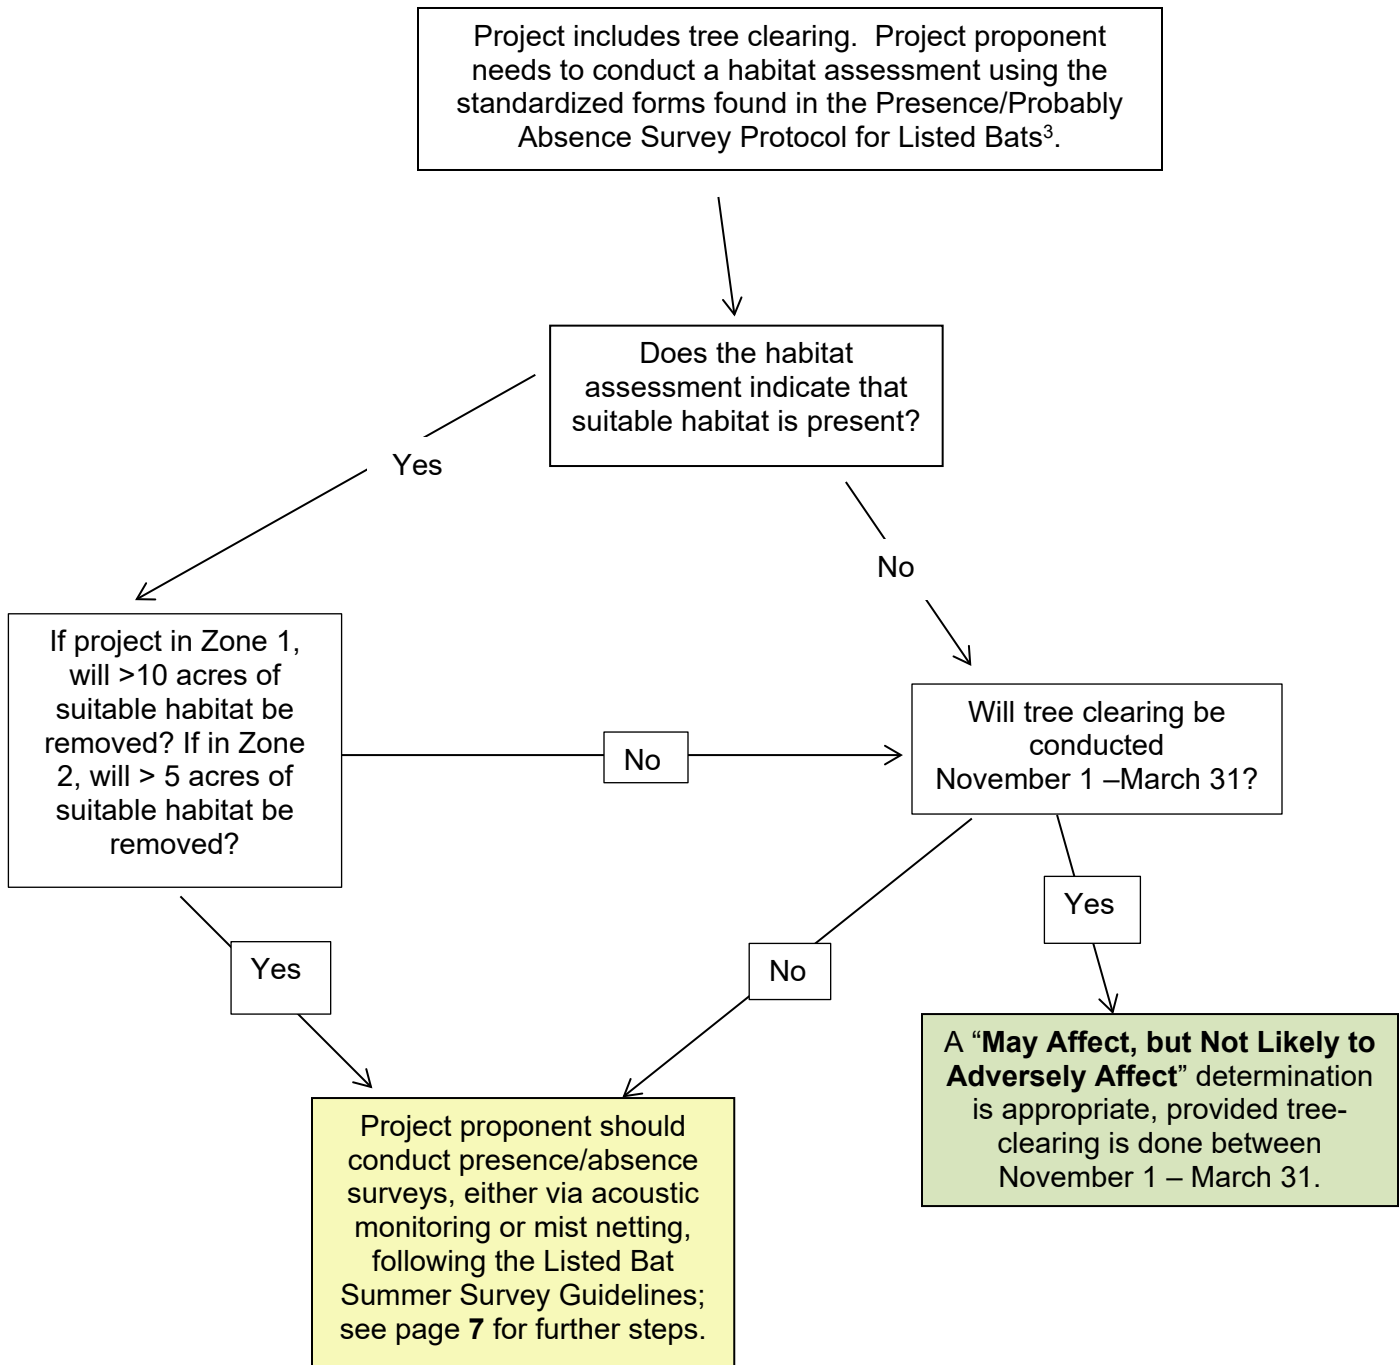 Project includes tree clearing.  Project proponent
needs to conduct a habitat assessment using the
standardized forms found in the Presence/Probably
Absence Survey Protocol for Listed Bats³.
Does the habitat
assessment indicate that
suitable habitat is present?
Yes
No
If project in Zone 1,
will >10 acres of
suitable habitat be
removed? If in Zone
2, will > 5 acres of
suitable habitat be
removed?
No
Will tree clearing be
conducted
November 1 –March 31?
Yes
No
Yes
A “May Affect, but Not Likely to
Adversely Affect” determination
is appropriate, provided tree-
clearing is done between
November 1 – March 31.
Project proponent should
conduct presence/absence
surveys, either via acoustic
monitoring or mist netting,
following the Listed Bat
Summer Survey Guidelines;
see page 7 for further steps.